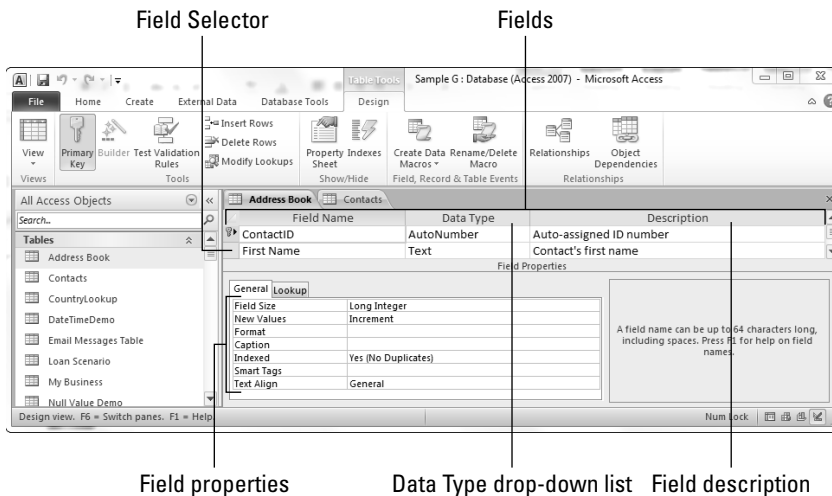 Field Selector Fields
Table Tools Sample G : Database (Access 2007) - Microsoft Access
File Home Create External Data Database Tools Design
View
Primary Key
Builder
Test Validation Rules
Insert Rows
Delete Rows
Modify Lookups
Property Sheet
Indexes
Create Data Macros
Rename/Delete Macro
Relationships
Object Dependencies
Views Tools Show/Hide Field, Record & Table Events Relationships
All Access Objects
Search...
Tables
Address Book
Contacts
CountryLookup
DateTimeDemo
Email Messages Table
Loan Scenario
My Business
Null Value Demo
Address Book Contacts
Field Name Data Type Description
ContactID AutoNumber Auto-assigned ID number
First Name Text Contact's first name
Field Properties
General Lookup
Field Size Long Integer
New Values Increment
Format
Caption
Indexed Yes (No Duplicates)
Smart Tags
Text Align General
A field name can be up to 64 characters long,
including spaces. Press F1 for help on field
names.
Design view. F6 = Switch panes. F1 = Help. Num Lock
Field properties Data Type drop-down list Field description